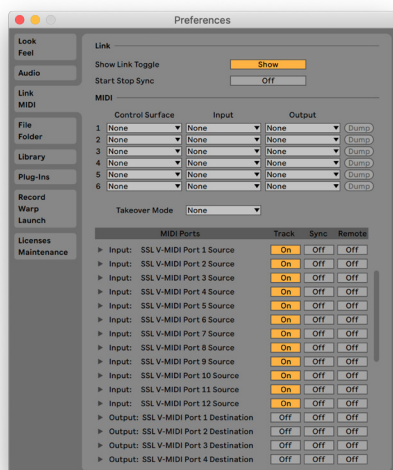 Preferences
Look
Feel
Audio
Link
MIDI
File
Folder
Library
Plug-Ins
Record
Warp
Launch
Licenses
Maintenance
Link
Show Link Toggle Show
Start Stop Sync Off
MIDI
Control Surface Input Output
1 None None None Dump
2 None None None Dump
3 None None None Dump
4 None None None Dump
5 None None None Dump
6 None None None Dump
Takeover Mode None
MIDI Ports Track Sync Remote
Input: SSL V-MIDI Port 1 Source On Off Off
Input: SSL V-MIDI Port 2 Source On Off Off
Input: SSL V-MIDI Port 3 Source On Off Off
Input: SSL V-MIDI Port 4 Source On Off Off
Input: SSL V-MIDI Port 5 Source On Off Off
Input: SSL V-MIDI Port 6 Source On Off Off
Input: SSL V-MIDI Port 7 Source On Off Off
Input: SSL V-MIDI Port 8 Source On Off Off
Input: SSL V-MIDI Port 9 Source On Off Off
Input: SSL V-MIDI Port 10 Source On Off Off
Input: SSL V-MIDI Port 11 Source On Off Off
Input: SSL V-MIDI Port 12 Source On Off Off
Output: SSL V-MIDI Port 1 Destination Off Off Off
Output: SSL V-MIDI Port 2 Destination Off Off Off
Output: SSL V-MIDI Port 3 Destination Off Off Off
Output: SSL V-MIDI Port 4 Destination Off Off Off